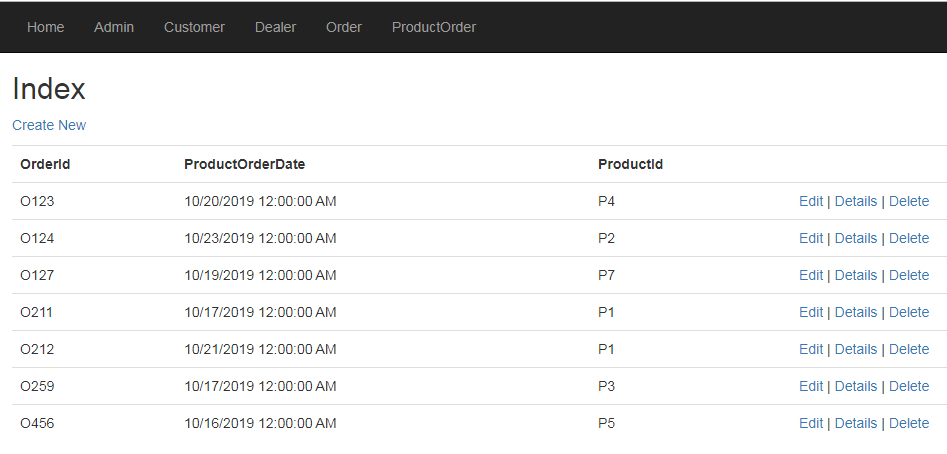 Home Admin Customer Dealer Order ProductOrder
Index
Create New
OrderId ProductOrderDate ProductId
O123 10/20/2019 12:00:00 AM P4 Edit | Details | Delete
O124 10/23/2019 12:00:00 AM P2 Edit | Details | Delete
O127 10/19/2019 12:00:00 AM P7 Edit | Details | Delete
O211 10/17/2019 12:00:00 AM P1 Edit | Details | Delete
O212 10/21/2019 12:00:00 AM P1 Edit | Details | Delete
O259 10/17/2019 12:00:00 AM P3 Edit | Details | Delete
O456 10/16/2019 12:00:00 AM P5 Edit | Details | Delete